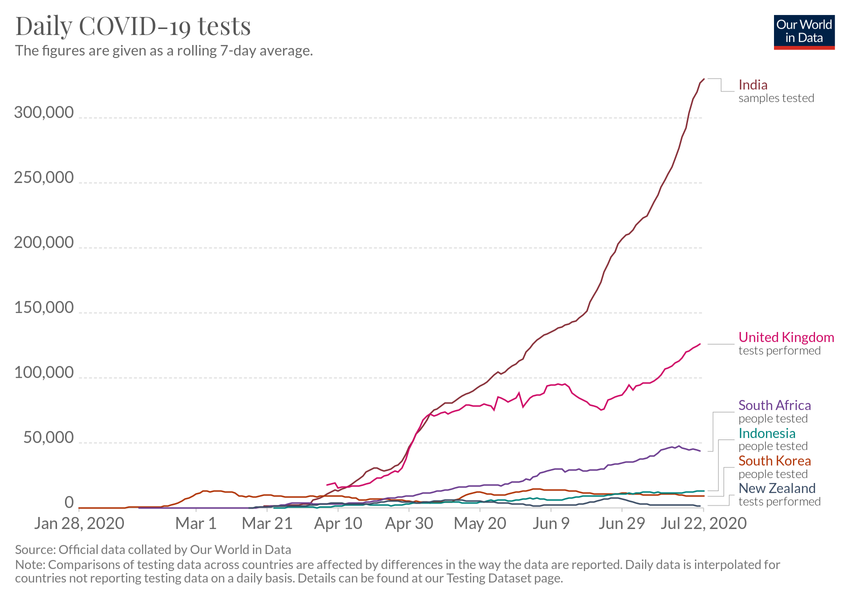 Daily COVID-19 tests
The figures are given as a rolling 7-day average.
Our World
in Data
300,000
250,000
200,000
150,000
100,000
50,000
0
India
samples tested
United Kingdom
tests performed
South Africa
people tested
Indonesia
people tested
South Korea
people tested
New Zealand
tests performed
Jan 28, 2020 Mar 1 Mar 21 Apr 10 Apr 30 May 20 Jun 9 Jun 29 Jul 22, 2020
Source: Official data collated by Our World in Data
Note: Comparisons of testing data across countries are affected by differences in the way the data are reported. Daily data is interpolated for
countries not reporting testing data on a daily basis. Details can be found at our Testing Dataset page.